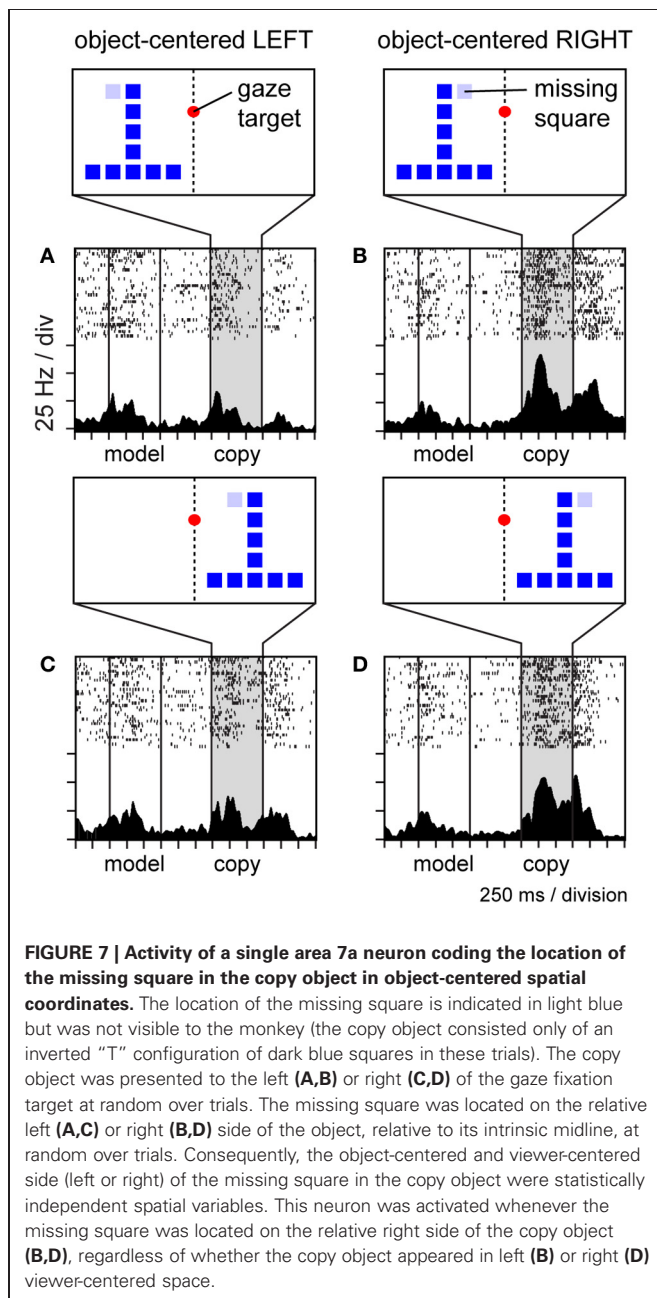 object-centered LEFT
object-centered RIGHT
gaze
target
missing
square
A
B
25 Hz / div
model
copy
model
copy
C
D
model
copy
model
copy
250 ms / division
FIGURE 7 | Activity of a single area 7a neuron coding the location of
the missing square in the copy object in object-centered spatial
coordinates. The location of the missing square is indicated in light blue
but was not visible to the monkey (the copy object consisted only of an
inverted “T” configuration of dark blue squares in these trials). The copy
object was presented to the left (A,B) or right (C,D) of the gaze fixation
target at random over trials. The missing square was located on the relative
left (A,C) or right (B,D) side of the object, relative to its intrinsic midline, at
random over trials. Consequently, the object-centered and viewer-centered
side (left or right) of the missing square in the copy object were statistically
independent spatial variables. This neuron was activated whenever the
missing square was located on the relative right side of the copy object
(B,D), regardless of whether the copy object appeared in left (B) or right (D)
viewer-centered space.